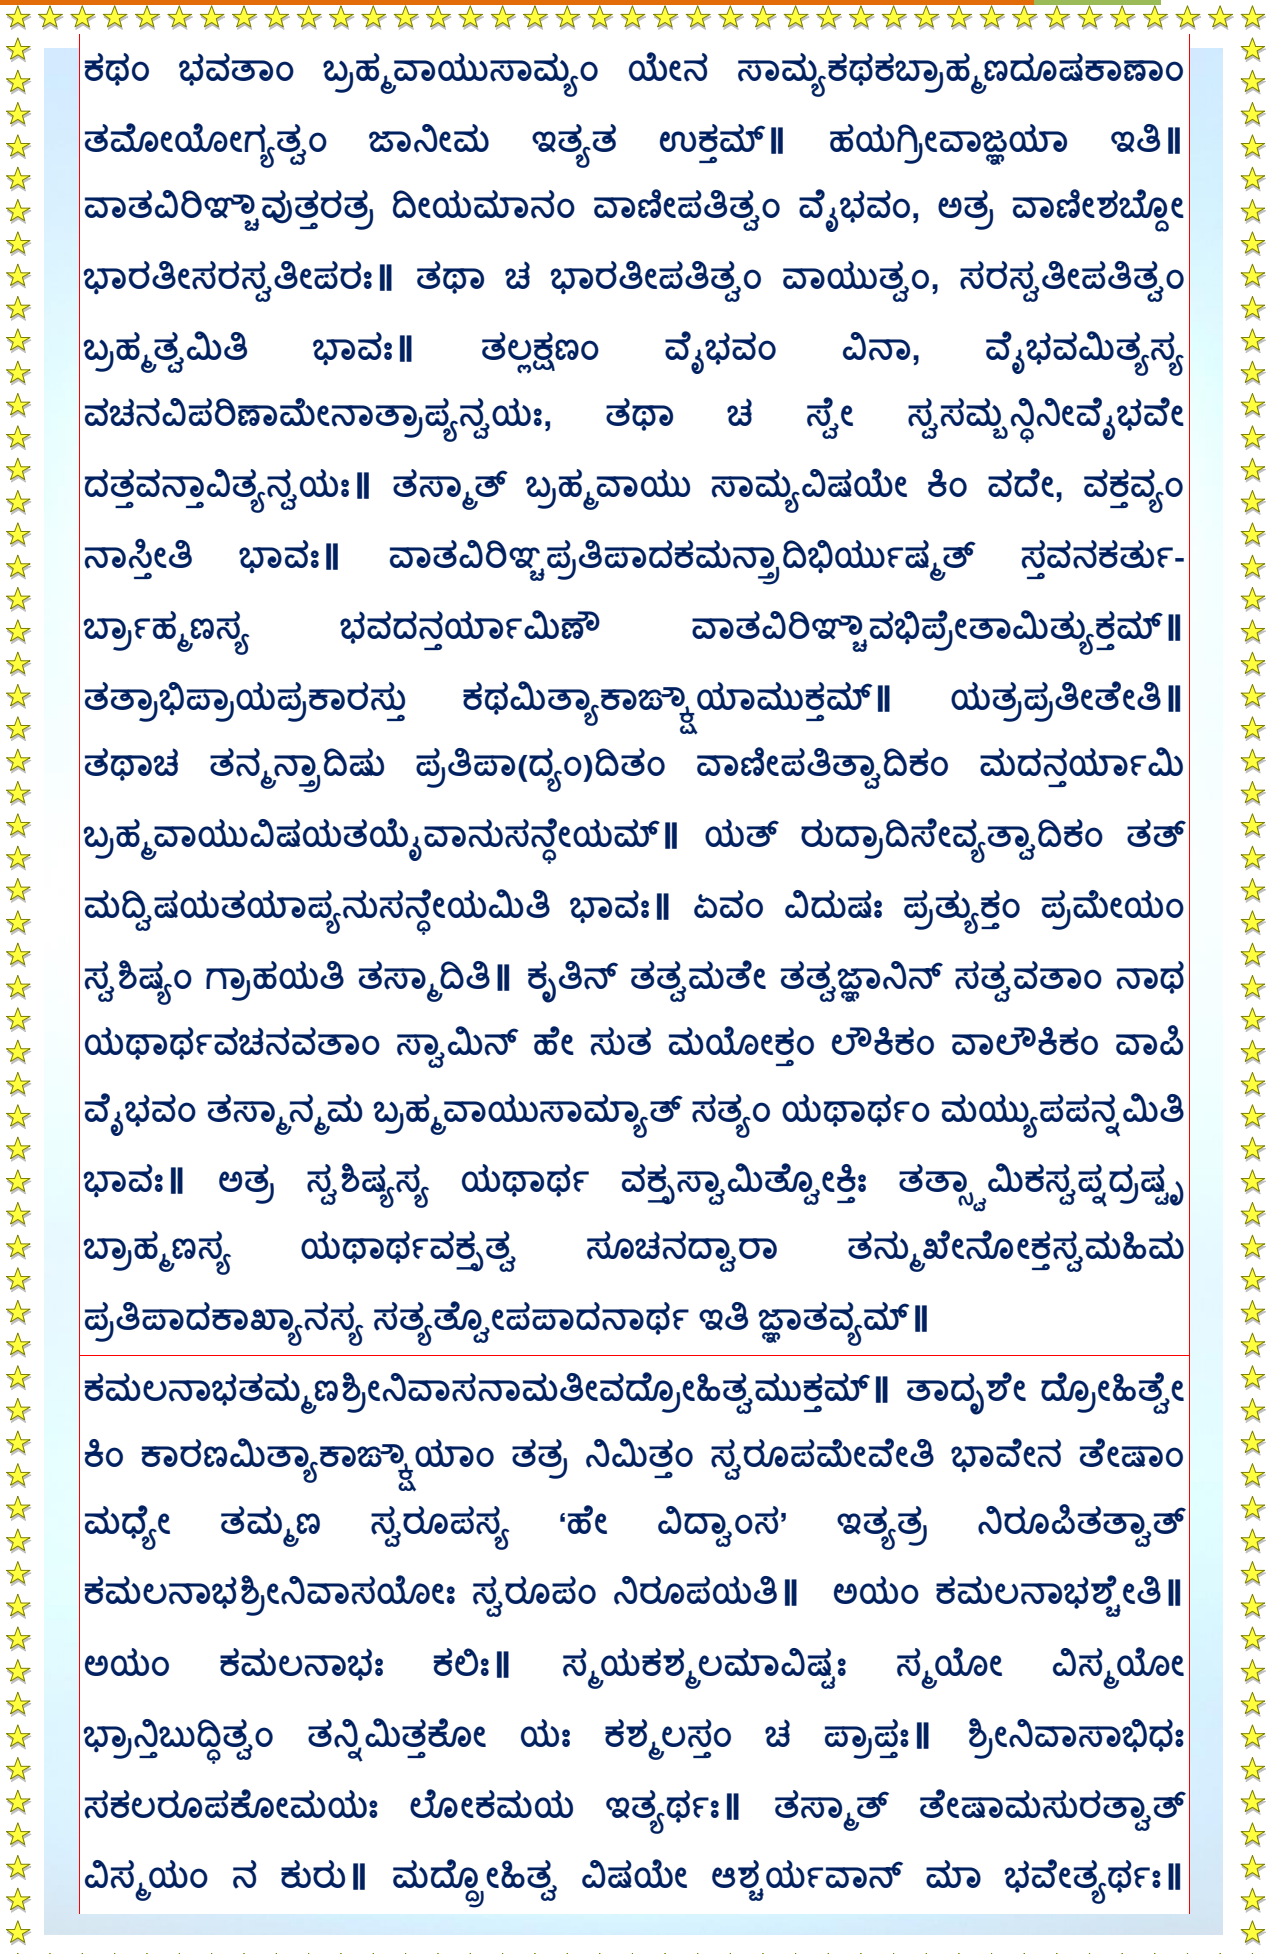 ಕಥಂ ಭವತಾಂ ಬ್ರಹ್ಮವಾಯುಸಾಮ್ಯಂ ಯೇನ ಸಾಮ್ಯಕಥಕಬ್ರಾಹ್ಮಣದೂಷಕಾಣಾಂ
ತಮೋಯೋಗ್ಯತ್ವಂ ಜಾನೀಮ ಇತ್ಯತ ಉಕ್ತಮ್॥ ಹಯಗ್ರೀವಾಜ್ಞಯಾ ಇತಿ॥
ವಾತವಿರಿಞ್ಚಾವುತ್ತರತ್ರ ದೀಯಮಾನಂ ವಾಣೀಪತಿತ್ವಂ ವೈಭವಂ, ಅತ್ರ ವಾಣೀಶಬ್ದೋ
ಭಾರತೀಸರಸ್ವತೀಪರಃ॥ ತಥಾ ಚ ಭಾರತೀಪತಿತ್ವಂ ವಾಯುತ್ವಂ, ಸರಸ್ವತೀಪತಿತ್ವಂ
ಬ್ರಹ್ಮತ್ವಮಿತಿ ಭಾವಃ॥ ತಲ್ಲಕ್ಷಣಂ ವೈಭವಂ ವಿನಾ, ವೈಭವಮಿತ್ಯಸ್ಯ
ವಚನವಿಪರಿಣಾಮೇನಾತ್ರಾಪ್ಯನ್ವಯಃ, ತಥಾ ಚ ಸ್ವೇ ಸ್ವಸಮ್ಬನ್ಧಿನೀವೈಭವೇ
ದತ್ತವನ್ತಾವಿತ್ಯನ್ವಯಃ॥ ತಸ್ಮಾತ್ ಬ್ರಹ್ಮವಾಯು ಸಾಮ್ಯವಿಷಯೇ ಕಿಂ ವದೇ, ವಕ್ತವ್ಯಂ
ನಾಸ್ತೀತಿ ಭಾವಃ॥ ವಾತವಿರಿಞ್ಚಪ್ರತಿಪಾದಕಮನ್ತ್ರಾದಿಭಿರ್ಯುಷ್ಮತ್ ಸ್ತವನಕರ್ತು-
ರ್ಬ್ರಾಹ್ಮಣಸ್ಯ ಭವದನ್ತರ್ಯಾಮಿಣೌ ವಾತವಿರಿಞ್ಚಾವಭಿಪ್ರೇತಾಮಿತ್ಯುಕ್ತಮ್॥
ತತ್ರಾಭಿಪ್ರಾಯಪ್ರಕಾರಸ್ತು ಕಥಮಿತ್ಯಾಕಾಙ್ಕ್ಷಾಯಾಮುಕ್ತಮ್॥ ಯತ್ರಪ್ರತೀತೇತಿ॥
ತಥಾಚ ತನ್ಮನ್ತ್ರಾದಿಷು ಪ್ರತಿಪಾ(ದ್ಯಂ)ದಿತಂ ವಾಣೀಪತಿತ್ವಾದಿಕಂ ಮದನ್ತರ್ಯಾಮಿ
ಬ್ರಹ್ಮವಾಯುವಿಷಯತಯೈವಾನುಸನ್ಧೇಯಮ್॥ ಯತ್ ರುದ್ರಾದಿಸೇವ್ಯತ್ವಾದಿಕಂ ತತ್
ಮದ್ವಿಷಯತಯಾಪ್ಯನುಸನ್ಧೇಯಮಿತಿ ಭಾವಃ॥ ಏವಂ ವಿದುಷಃ ಪ್ರತ್ಯುಕ್ತಂ ಪ್ರಮೇಯಂ
ಸ್ವಶಿಷ್ಯಂ ಗ್ರಾಹಯತಿ ತಸ್ಮಾದಿತಿ॥ ಕೃತಿನ್ ತತ್ವಮತೇ ತತ್ವಜ್ಞಾನಿನ್ ಸತ್ವವತಾಂ ನಾಥ
ಯಥಾರ್ಥವಚನವತಾಂ ಸ್ವಾಮಿನ್ ಹೇ ಸುತ ಮಯೋಕ್ತಂ ಲೌಕಿಕಂ ವಾಲೌಕಿಕಂ ವಾಪಿ
ವೈಭವಂ ತಸ್ಮಾನ್ಮಮ ಬ್ರಹ್ಮವಾಯುಸಾಮ್ಯಾತ್ ಸತ್ಯಂ ಯಥಾರ್ಥಂ ಮಯ್ಯುಪಪನ್ನಮಿತಿ
ಭಾವಃ॥ ಅತ್ರ ಸ್ವಶಿಷ್ಯಸ್ಯ ಯಥಾರ್ಥ ವಕ್ತೃಸ್ವಾಮಿತ್ವೋಕ್ತಿಃ ತತ್ಸ್ವಾಮಿಕಸ್ವಪ್ನದ್ರಷ್ಟೃ
ಬ್ರಾಹ್ಮಣಸ್ಯ ಯಥಾರ್ಥವಕ್ತೃತ್ವ ಸೂಚನದ್ವಾರಾ ತನ್ಮುಖೇನೋಕ್ತಸ್ವಮಹಿಮ
ಪ್ರತಿಪಾದಕಾಖ್ಯಾನಸ್ಯ ಸತ್ಯತ್ವೋಪಪಾದನಾರ್ಥ ಇತಿ ಜ್ಞಾತವ್ಯಮ್॥
ಕಮಲನಾಭತಮ್ಮಣಶ್ರೀನಿವಾಸನಾಮತೀವದ್ರೋಹಿತ್ವಮುಕ್ತಮ್॥ ತಾದೃಶೇ ದ್ರೋಹಿತ್ವೇ
ಕಿಂ ಕಾರಣಮಿತ್ಯಾಕಾಙ್ಕ್ಷಾಯಾಂ ತತ್ರ ನಿಮಿತ್ತಂ ಸ್ವರೂಪಮೇವೇತಿ ಭಾವೇನ ತೇಷಾಂ
ಮಧ್ಯೇ ತಮ್ಮಣ ಸ್ವರೂಪಸ್ಯ ‘ಹೇ ವಿದ್ವಾಂಸ’ ಇತ್ಯತ್ರ ನಿರೂಪಿತತ್ವಾತ್
ಕಮಲನಾಭಶ್ರೀನಿವಾಸಯೋಃ ಸ್ವರೂಪಂ ನಿರೂಪಯತಿ॥ ಅಯಂ ಕಮಲನಾಭಶ್ಚೇತಿ॥
ಅಯಂ ಕಮಲನಾಭಃ ಕಲಿಃ॥ ಸ್ಮಯಕಶ್ಮಲಮಾವಿಷ್ಟಃ ಸ್ಮಯೋ ವಿಸ್ಮಯೋ
ಭ್ರಾನ್ತಿಬುದ್ಧಿತ್ವಂ ತನ್ನಿಮಿತ್ತಕೋ ಯಃ ಕಶ್ಮಲಸ್ತಂ ಚ ಪ್ರಾಪ್ತಃ॥ ಶ್ರೀನಿವಾಸಾಭಿಧಃ
ಸಕಲರೂಪಕೋಮಯಃ ಲೋಕಮಯ ಇತ್ಯರ್ಥಃ॥ ತಸ್ಮಾತ್ ತೇಷಾಮಸುರತ್ವಾತ್
ವಿಸ್ಮಯಂ ನ ಕುರು॥ ಮದ್ದ್ರೋಹಿತ್ವ ವಿಷಯೇ ಆಶ್ಚರ್ಯವಾನ್ ಮಾ ಭವೇತ್ಯರ್ಥಃ॥